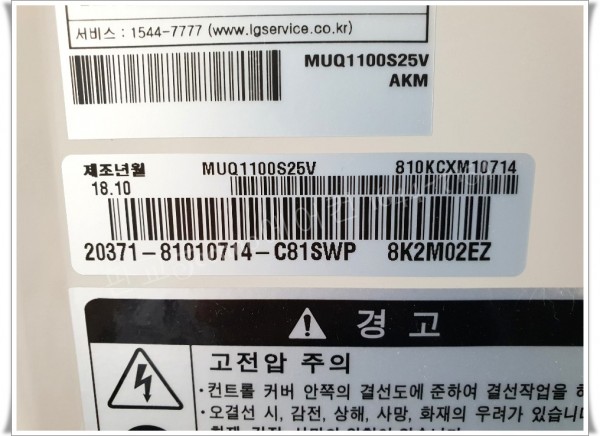 서비스 : 1544-7777 (www.lgservice.co.kr)
MUQ1100S25V
AKM
제조년월 MUQ1100S25V 810KCXM10714
18.10
20371-81010714-C81SWP 8K2M02EZ
경 고
고전압 주의
· 컨트롤 커버 안쪽의 결선도에 준하여 결선작업을
· 오결선 시, 감전, 상해, 사망, 화재의 우려가 있습니